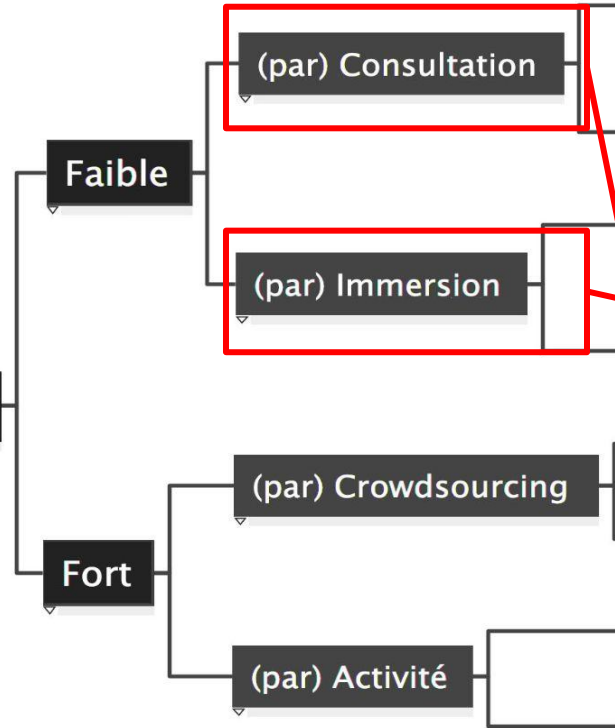 Faible
(par) Consultation
(par) Immersion
Fort
(par) Crowdsourcing
(par) Activité